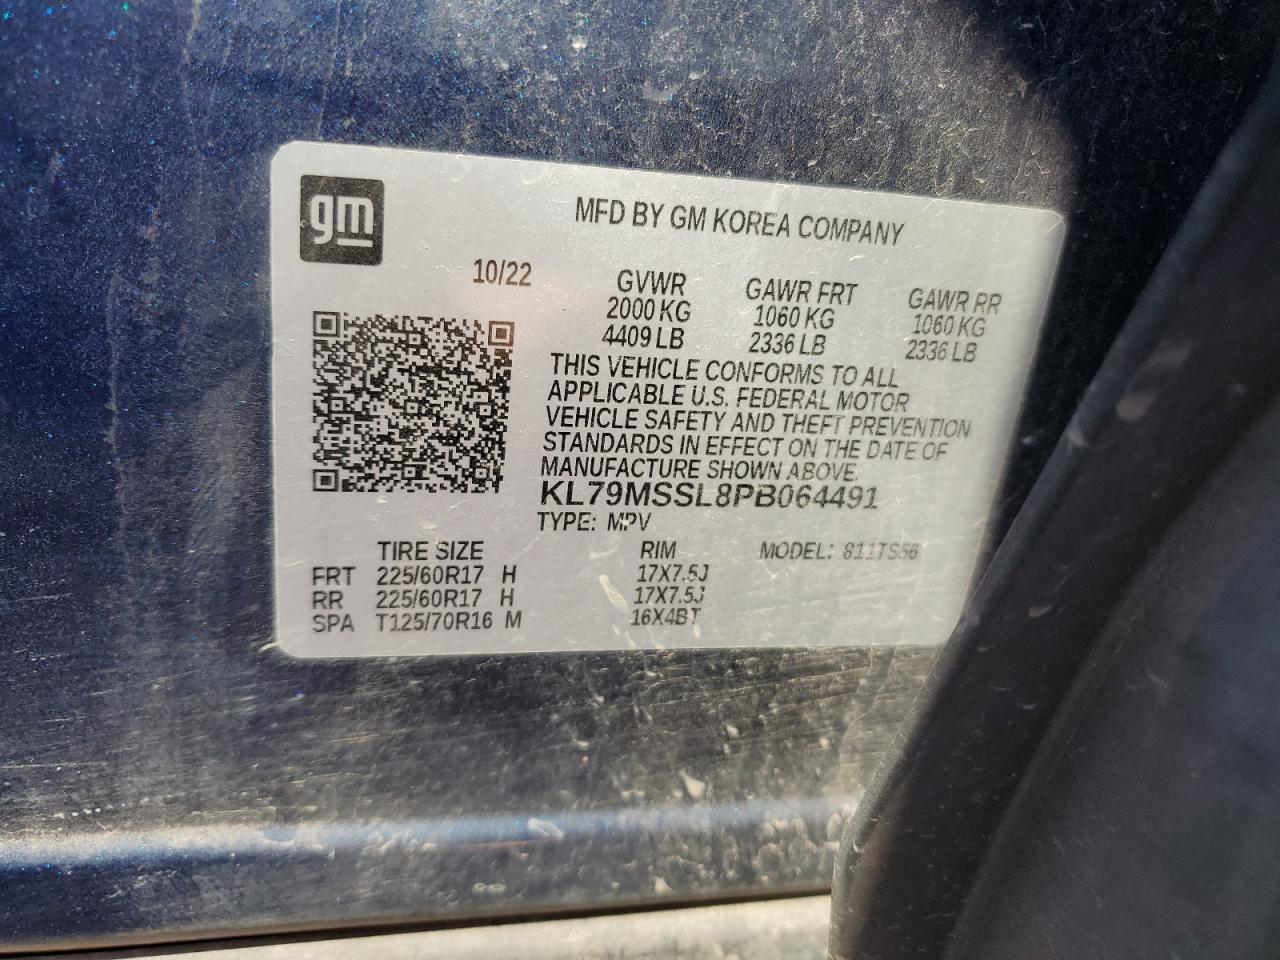 gm
MFD BY GM KOREA COMPANY
10/22 GVWR GAWR FRT GAWR RR
2000 KG 1060 KG 1060 KG
4409 LB 2336 LB 2336 LB
THIS VEHICLE CONFORMS TO ALL
APPLICABLE U.S. FEDERAL MOTOR
VEHICLE SAFETY AND THEFT PREVENTION
STANDARDS IN EFFECT ON THE DATE OF
MANUFACTURE SHOWN ABOVE.
KL79MSSL8PB064491
TYPE: MPV
TIRE SIZE RIM MODEL:
FRT 225/60R17 H 17X7.5J
RR 225/60R17 H 17X7.5J
SPA T125/70R16 M 16X4BT